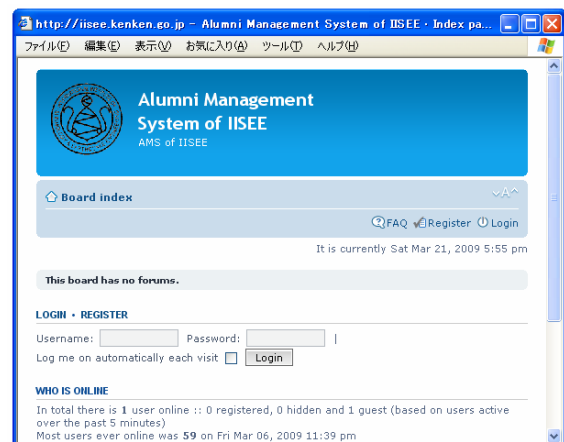 http://iisee.kenken.go.jp - Alumni Management System of IISEE • Index pa...
ファイル(F) 編集(E) 表示(V) お気に入り(A) ツール(T) ヘルプ(H)
Alumni Management
System of IISEE
AMS of IISEE
Board index
A
FAQ Register Login
It is currently Sat Mar 21, 2009 5:55 pm
This board has no forums.
LOGIN • REGISTER
Username: Password: |
Log me on automatically each visit Login
WHO IS ONLINE
In total there is 1 user online :: 0 registered, 0 hidden and 1 guest (based on users active
over the past 5 minutes)
Most users ever online was 59 on Fri Mar 06, 2009 11:39 pm